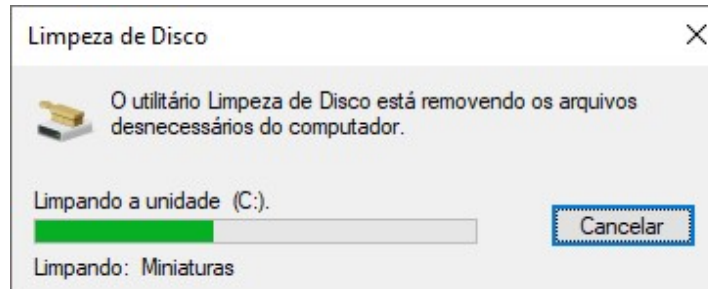 Limpeza de Disco
O utilitário Limpeza de Disco está removendo os arquivos
desnecessários do computador.
Limpando a unidade  (C:).
Cancelar
Limpando:  Miniaturas